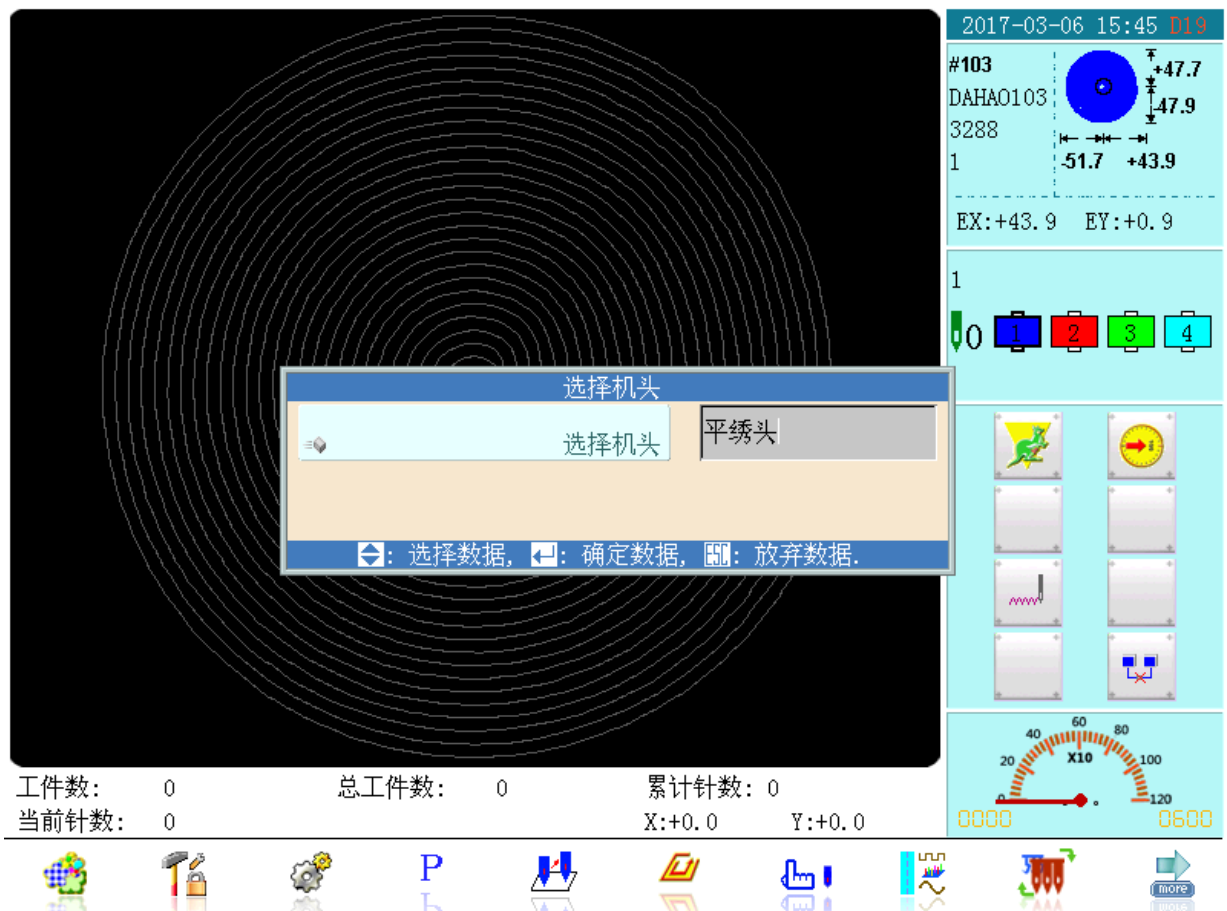 2017-03-06 15:45 D19
#103
DAHAO103
3288
1
+47.7
-47.9
-51.7 +43.9
EX:+43.9 EY:+0.9
1
0 1 2 3 4
选择机头
选择机头 平绣头
: 选择数据, : 确定数据, ESC: 放弃数据.
i
0 20 40 60 80 100 120
X10
0000 0600
工件数: 0 总工件数: 0 累计针数: 0
当前针数: 0 X:+0.0 Y:+0.0
P
more